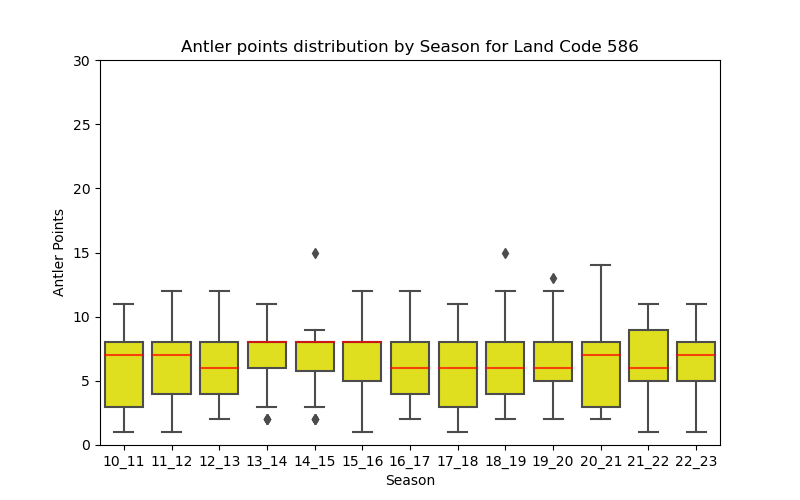 Antler points distribution by Season for Land Code 586
30
25
20
15
10
5
0
Antler Points
10_11 11_12 12_13 13_14 14_15 15_16 16_17 17_18 18_19 19_20 20_21 21_22 22_23
Season